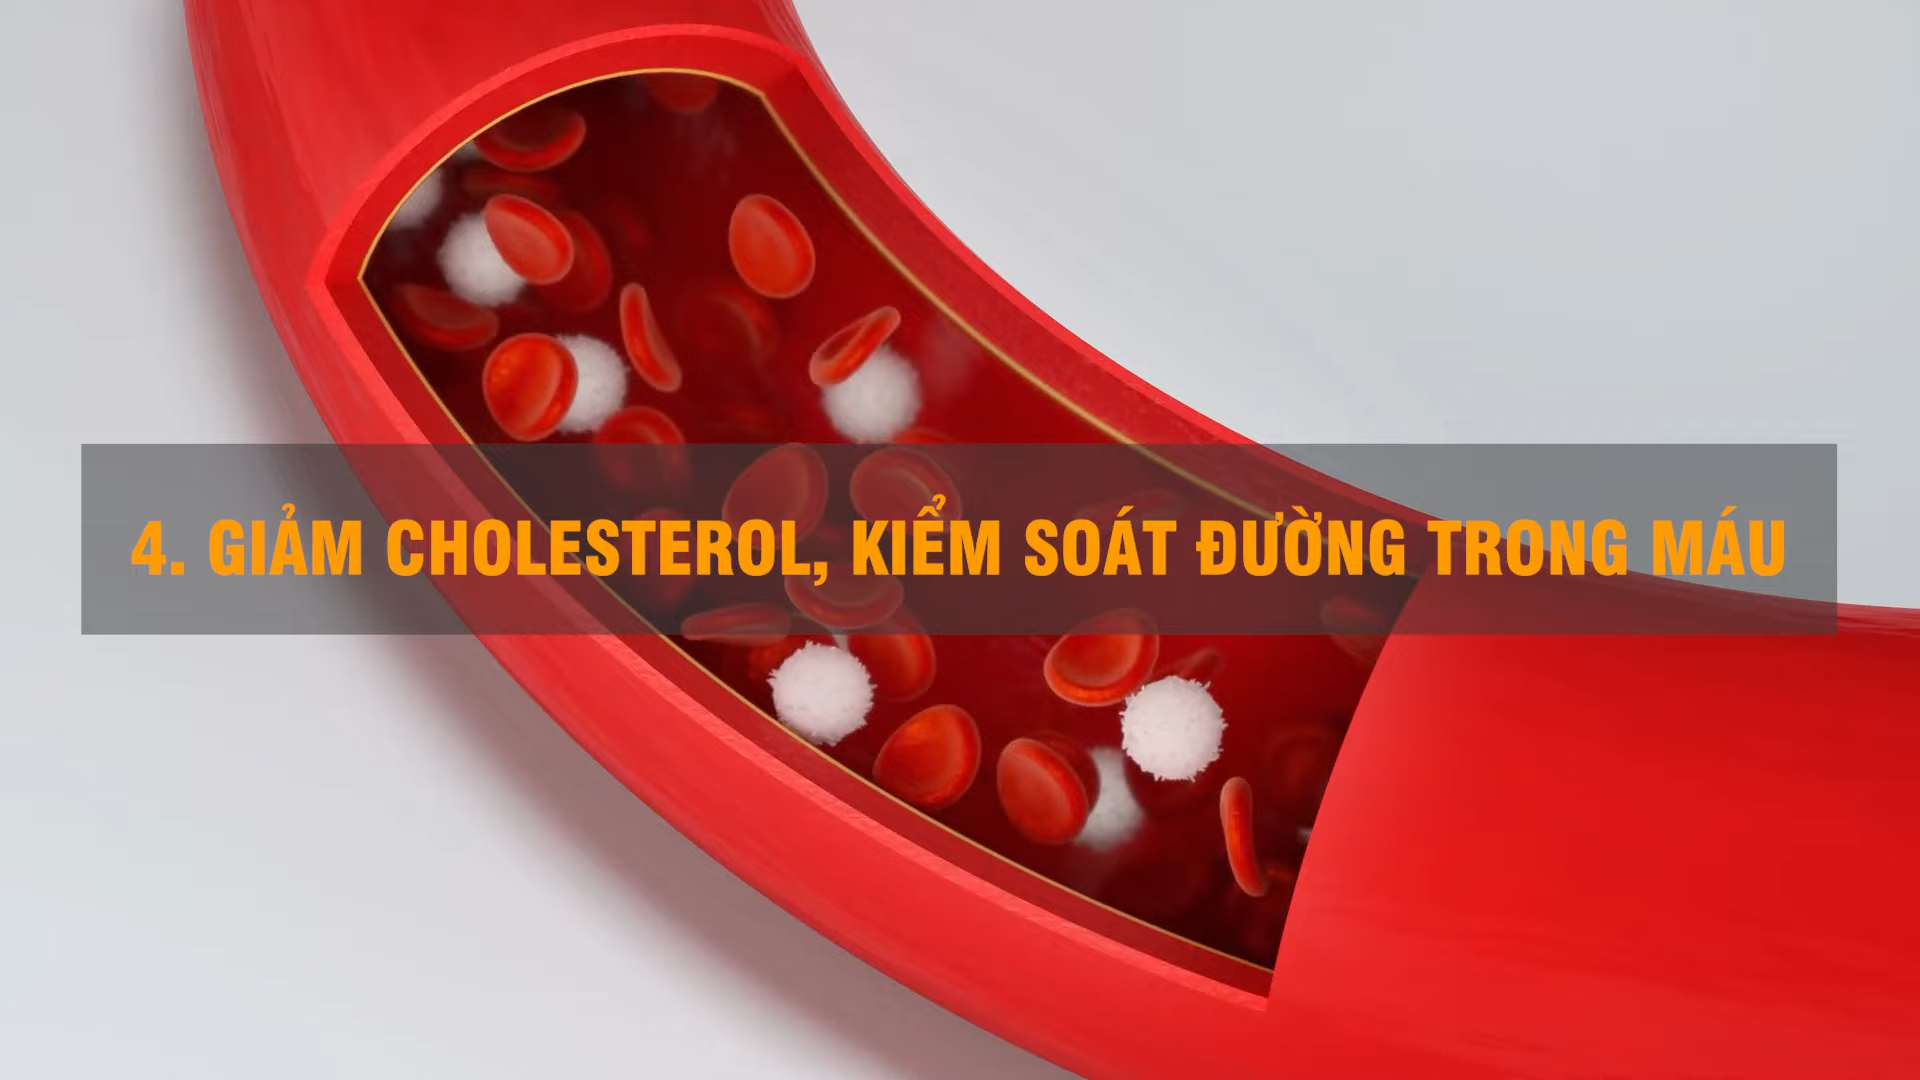 4. GIẢM CHOLESTEROL, KIỂM SOÁT ĐƯỜNG TRONG MÁU